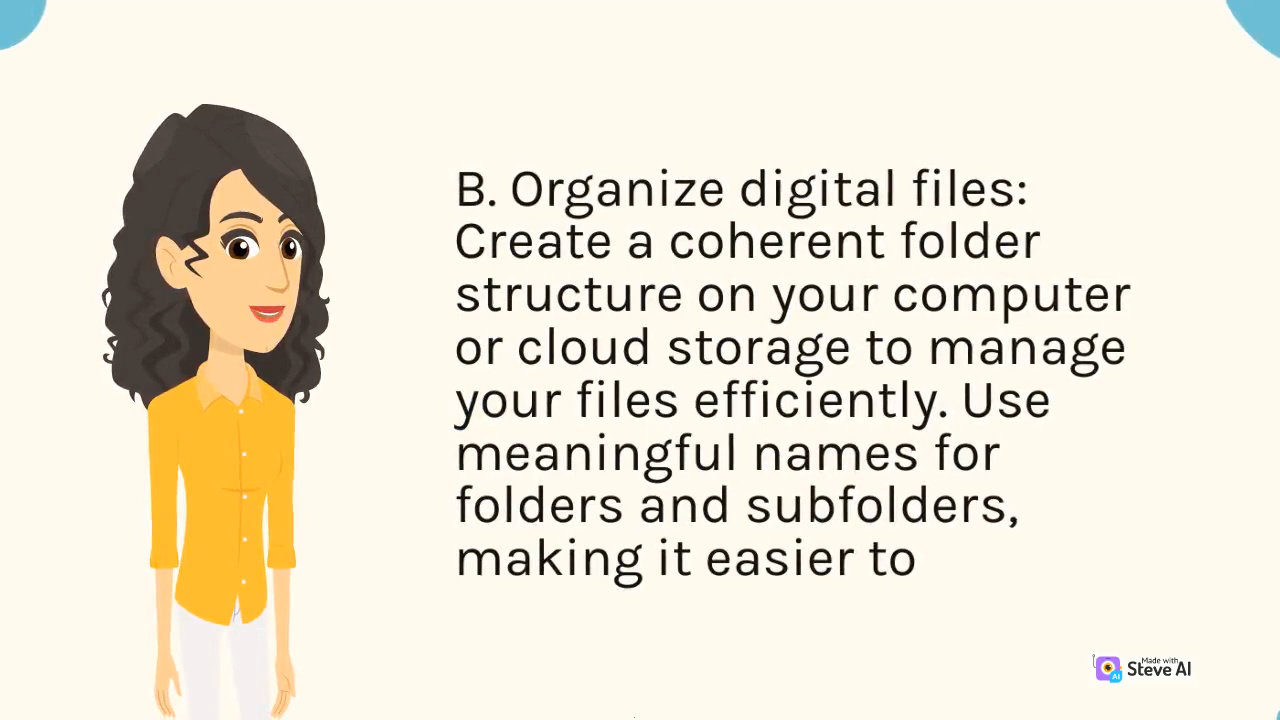 B. Organize digital files:
Create a coherent folder
structure on your computer
or cloud storage to manage
your files efficiently. Use
meaningful names for
folders and subfolders,
making it easier to
Made with
Steve AI
AI